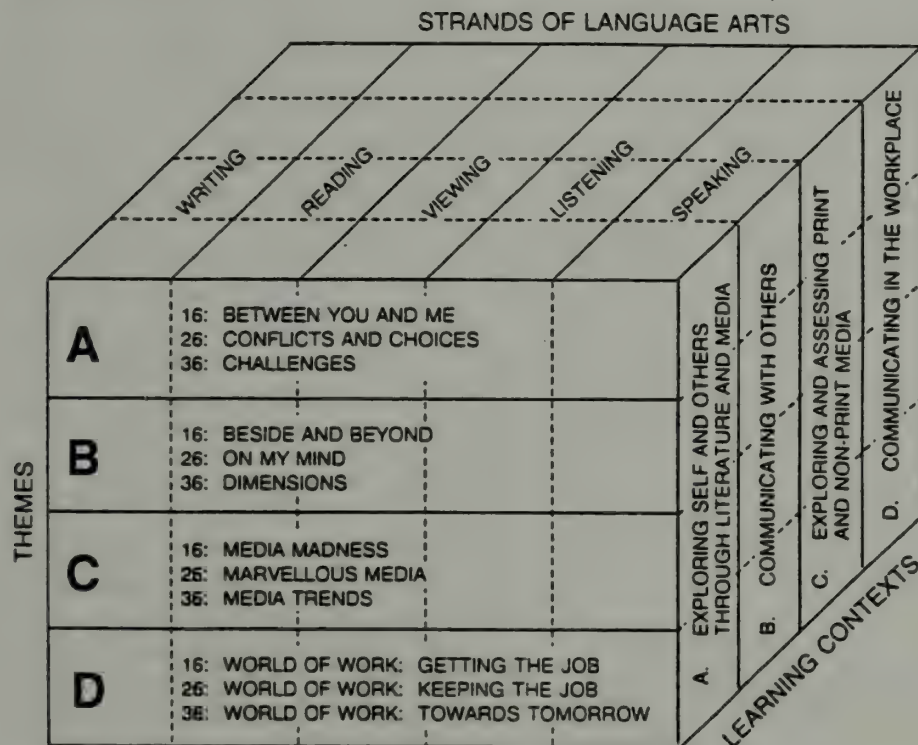 STRANDS OF LANGUAGE ARTS
WRITING
READING
VIEWING
LISTENING
SPEAKING
THEMES
A
16: BETWEEN YOU AND ME
26: CONFLICTS AND CHOICES
36: CHALLENGES
B
16: BESIDE AND BEYOND
26: ON MY MIND
36: DIMENSIONS
C
16: MEDIA MADNESS
26: MARVELLOUS MEDIA
36: MEDIA TRENDS
D
16: WORLD OF WORK: GETTING THE JOB
26: WORLD OF WORK: KEEPING THE JOB
36: WORLD OF WORK: TOWARDS TOMORROW
A. EXPLORING SELF AND OTHERS
THROUGH LITERATURE AND MEDIA
B. COMMUNICATING WITH OTHERS
C. EXPLORING AND ASSESSING PRINT
AND NON-PRINT MEDIA
D. COMMUNICATING IN THE WORKPLACE
LEARNING CONTEXTS